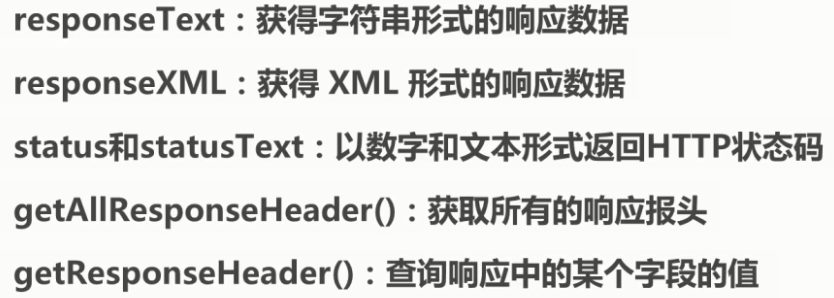 responseText：获得字符串形式的响应数据
responseXML：获得 XML 形式的响应数据
status和statusText：以数字和文本形式返回HTTP状态码
getAllResponseHeader()：获取所有的响应报头
getResponseHeader()：查询响应中的某个字段的值